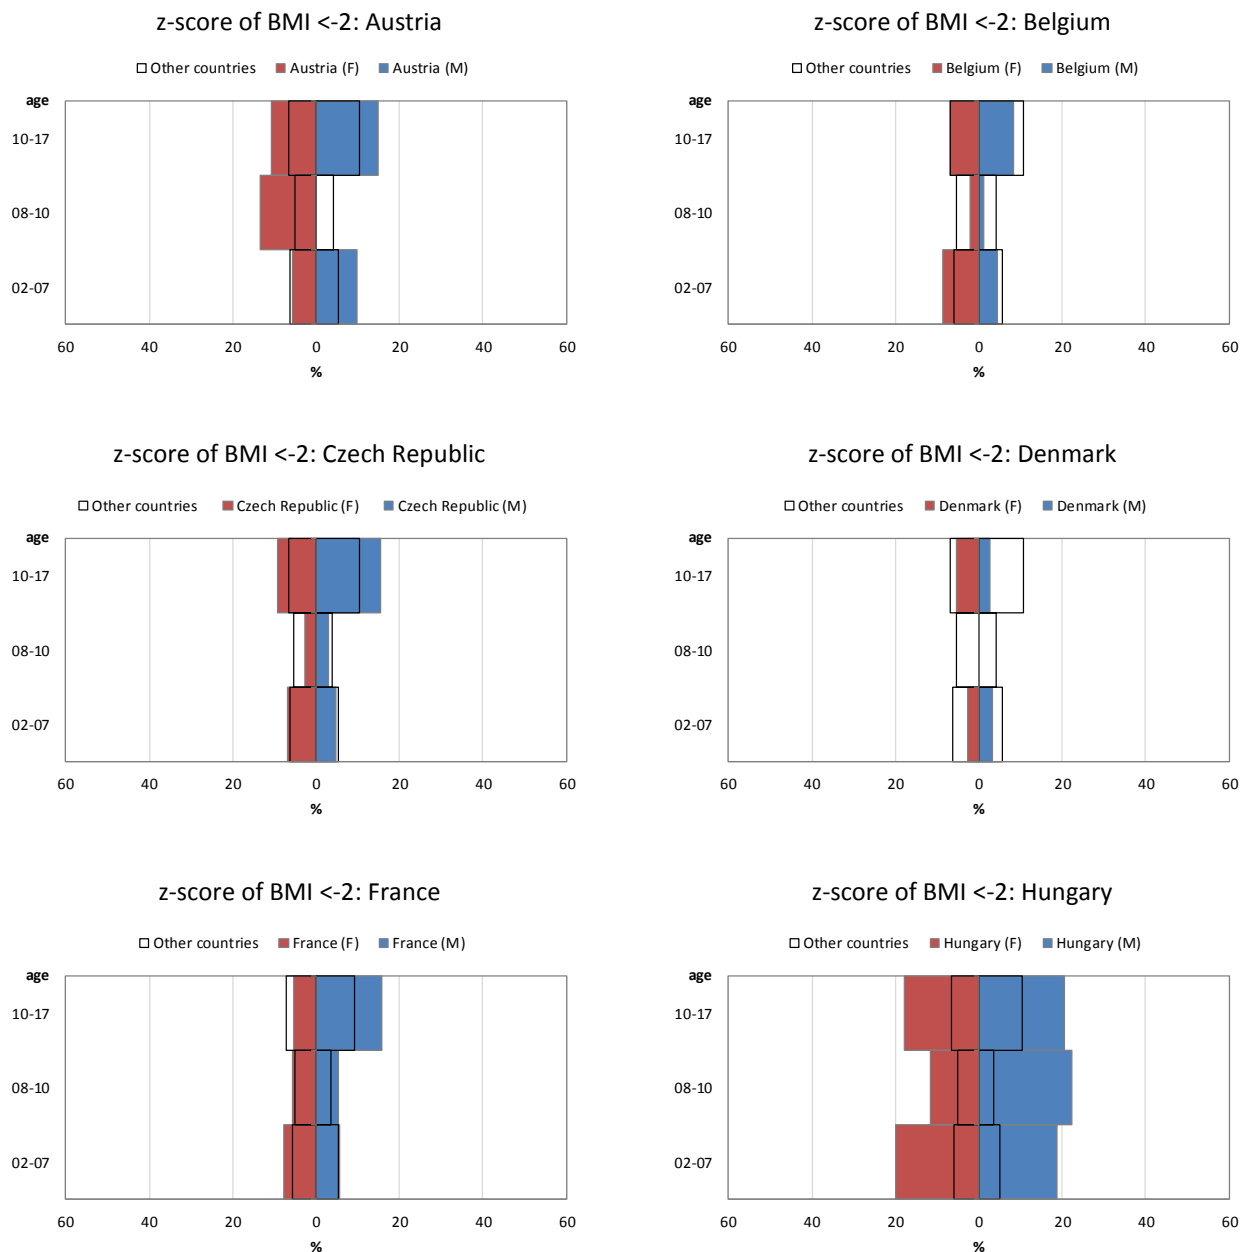 z-score of BMI <-2: Austria
Other countries Austria (F) Austria (M)
age
10-17
08-10
02-07
60 40 20 0 20 40 60
%
z-score of BMI <-2: Belgium
Other countries Belgium (F) Belgium (M)
age
10-17
08-10
02-07
60 40 20 0 20 40 60
%
z-score of BMI <-2: Czech Republic
Other countries Czech Republic (F) Czech Republic (M)
age
10-17
08-10
02-07
60 40 20 0 20 40 60
%
z-score of BMI <-2: Denmark
Other countries Denmark (F) Denmark (M)
age
10-17
08-10
02-07
60 40 20 0 20 40 60
%
z-score of BMI <-2: France
Other countries France (F) France (M)
age
10-17
08-10
02-07
60 40 20 0 20 40 60
%
z-score of BMI <-2: Hungary
Other countries Hungary (F) Hungary (M)
age
10-17
08-10
02-07
60 40 20 0 20 40 60
%